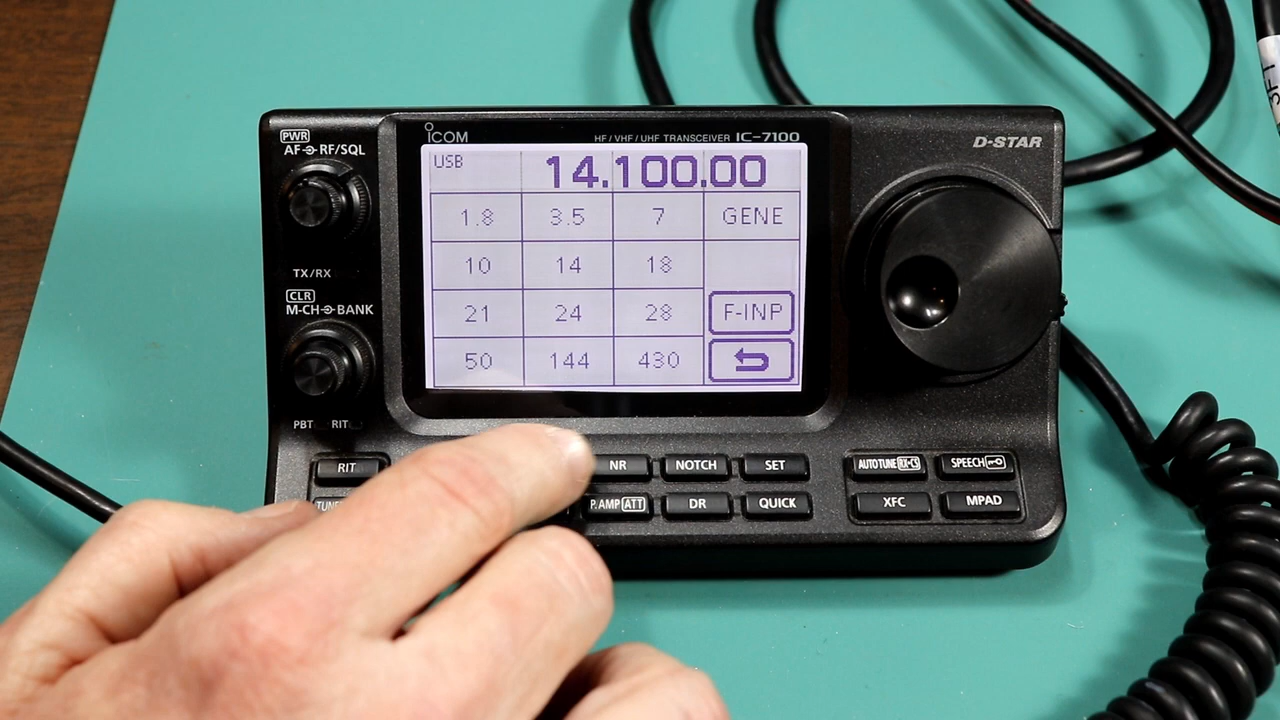 ICOM
HF/VHF/UHF TRANSCEIVER IC-7100
D-STAR
PWR
AF RF/SQL
TX/RX
CLR
M-CH BANK
PBT RIT
USB
14.100.00
1.8 3.5 7 GENE
10 14 18
21 24 28 F-INP
50 144 430
RIT
NR NOTCH SET
AUTO TUNE RX-CS SPEECH
P.AMP ATT DR QUICK
XFC MPAD